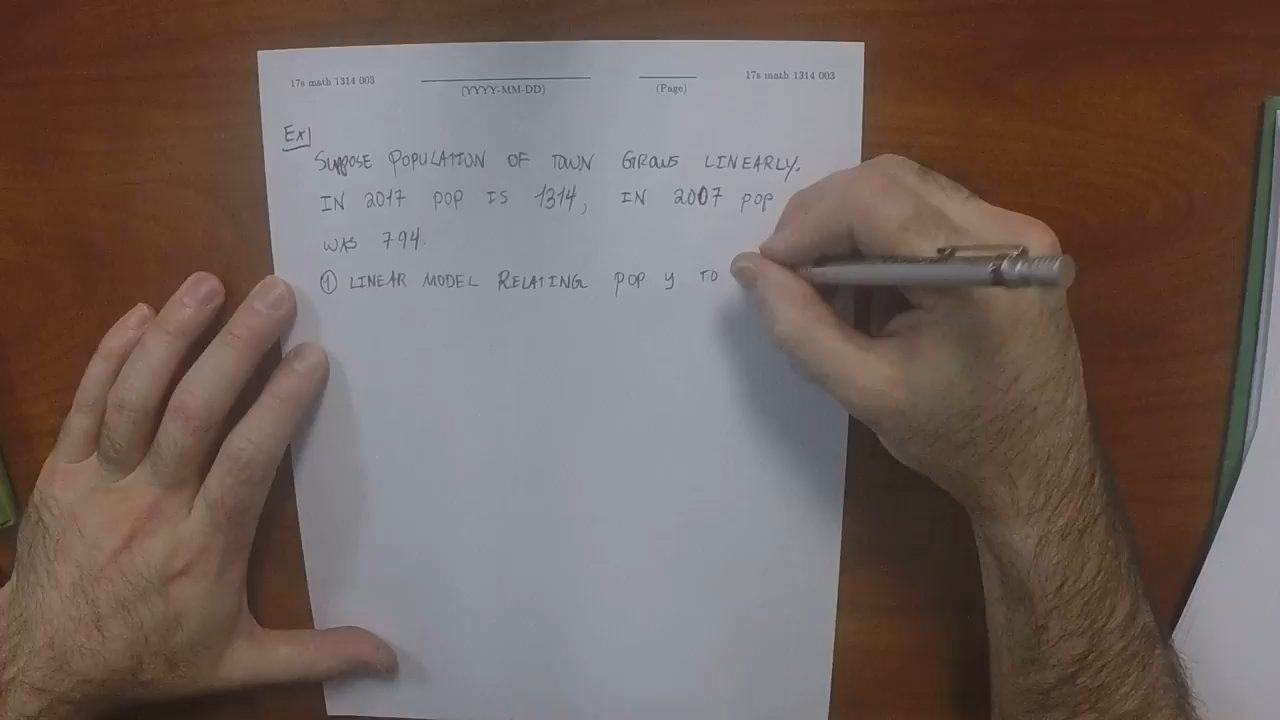 17s math 1314 003
(YYYY-MM-DD)
(Page)
17s math 1314 003
Ex
SUPPOSE POPULATION OF TOWN GROWS LINEARLY.
IN 2017 POP IS 1314, IN 2007 POP
WAS 794.
① LINEAR MODEL RELATING POP y TO